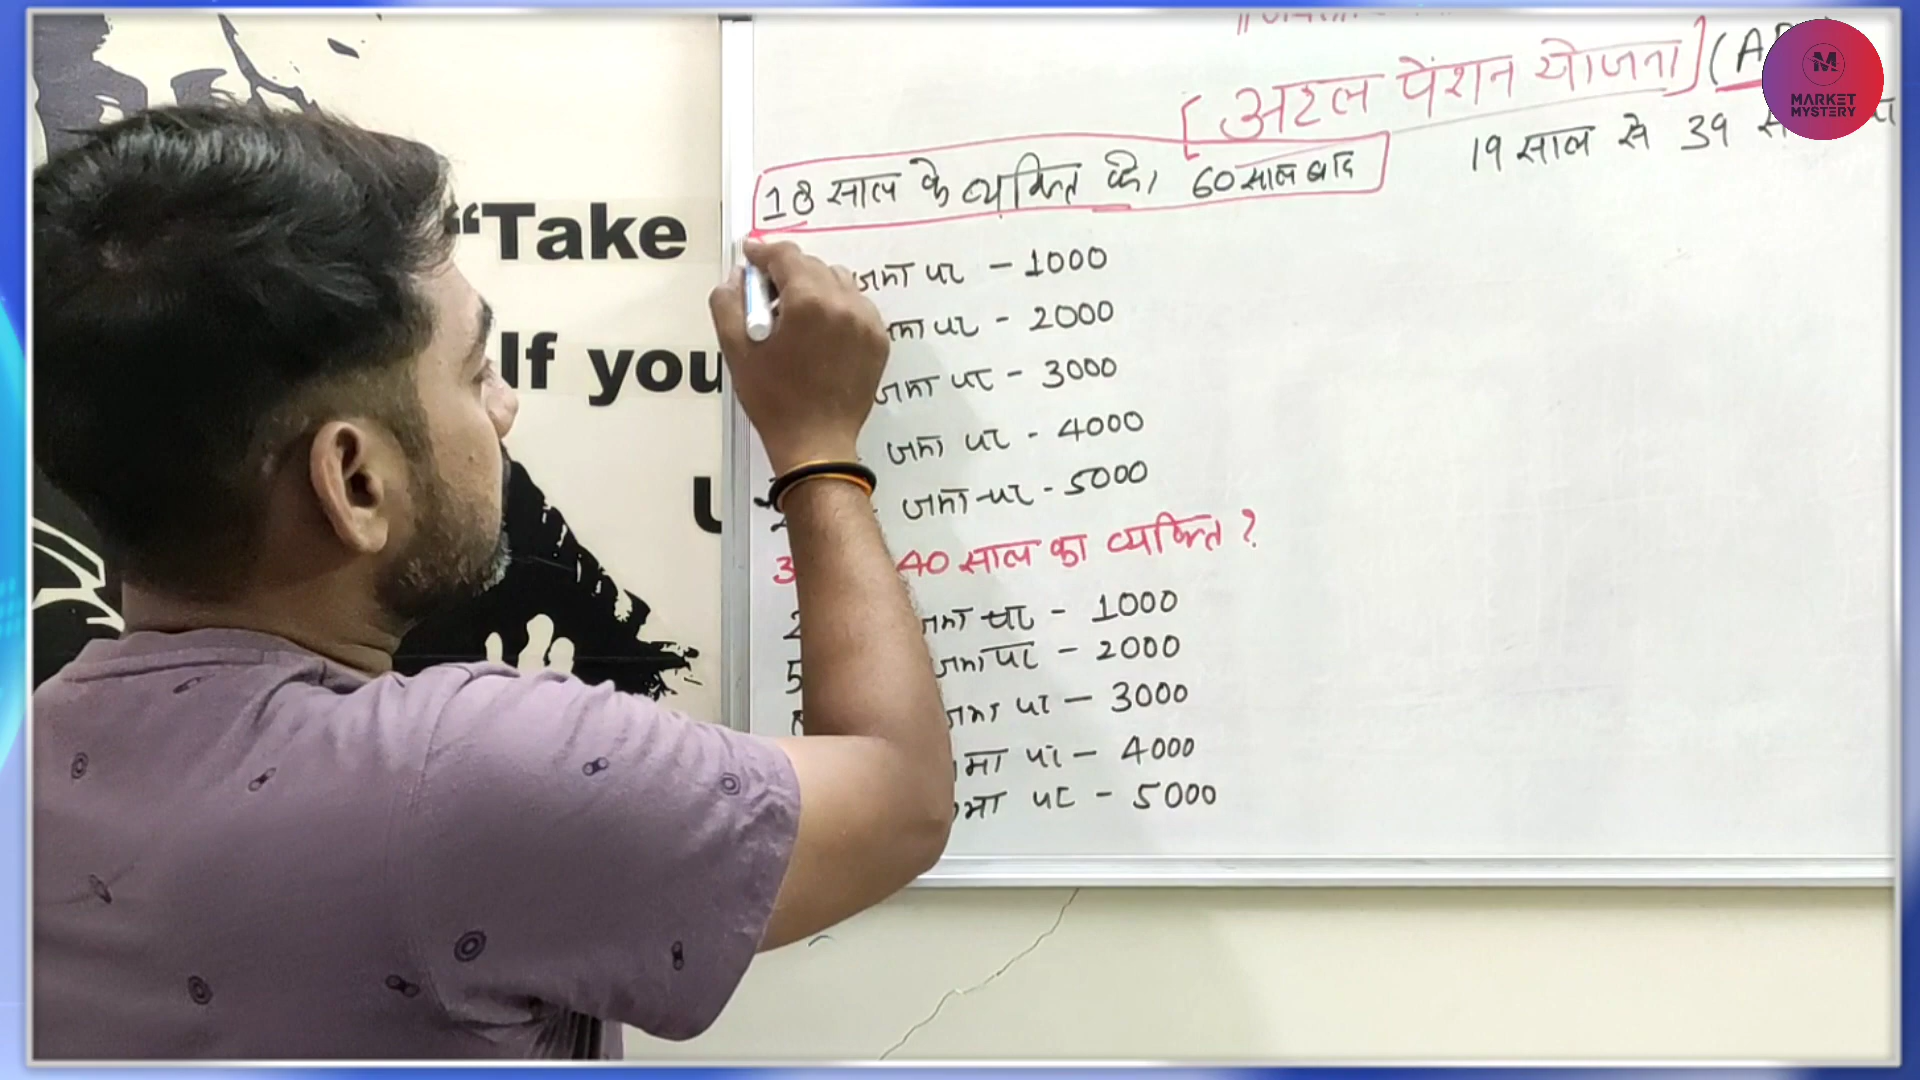 [अटल पेंशन योजना] (A
MARKET
MYSTERY
19 साल से 39
18 साल के व्यक्ति को 60 साल बाद
जमा पर - 1000
जमा पर - 2000
जमा पर - 3000
जमा पर - 4000
जमा पर - 5000
40 साल का व्यक्ति ?
जमा पर - 1000
जमा पर - 2000
जमा पर - 3000
जमा पर - 4000
जमा पर - 5000
“Take
If you